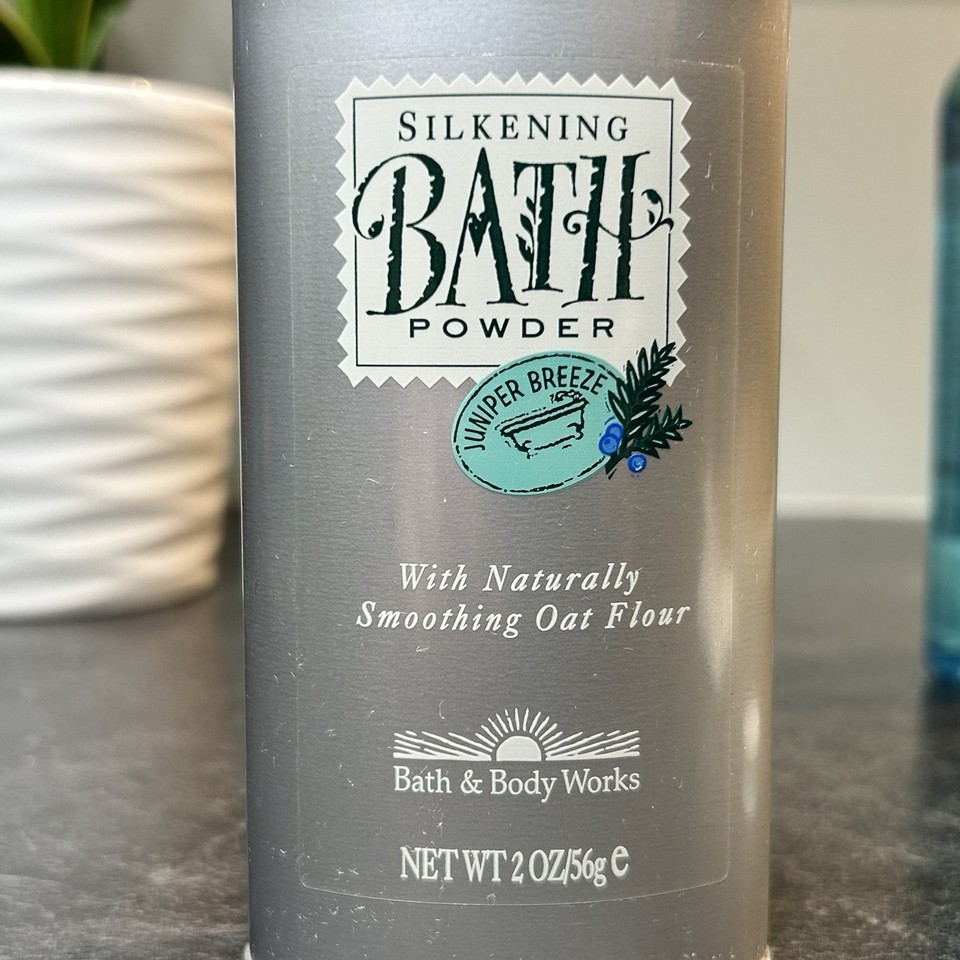 SILKENING
BATH
POWDER
JUNIPER BREEZE
With Naturally
Smoothing Oat Flour
Bath & Body Works
NET WT 2 OZ/56g e